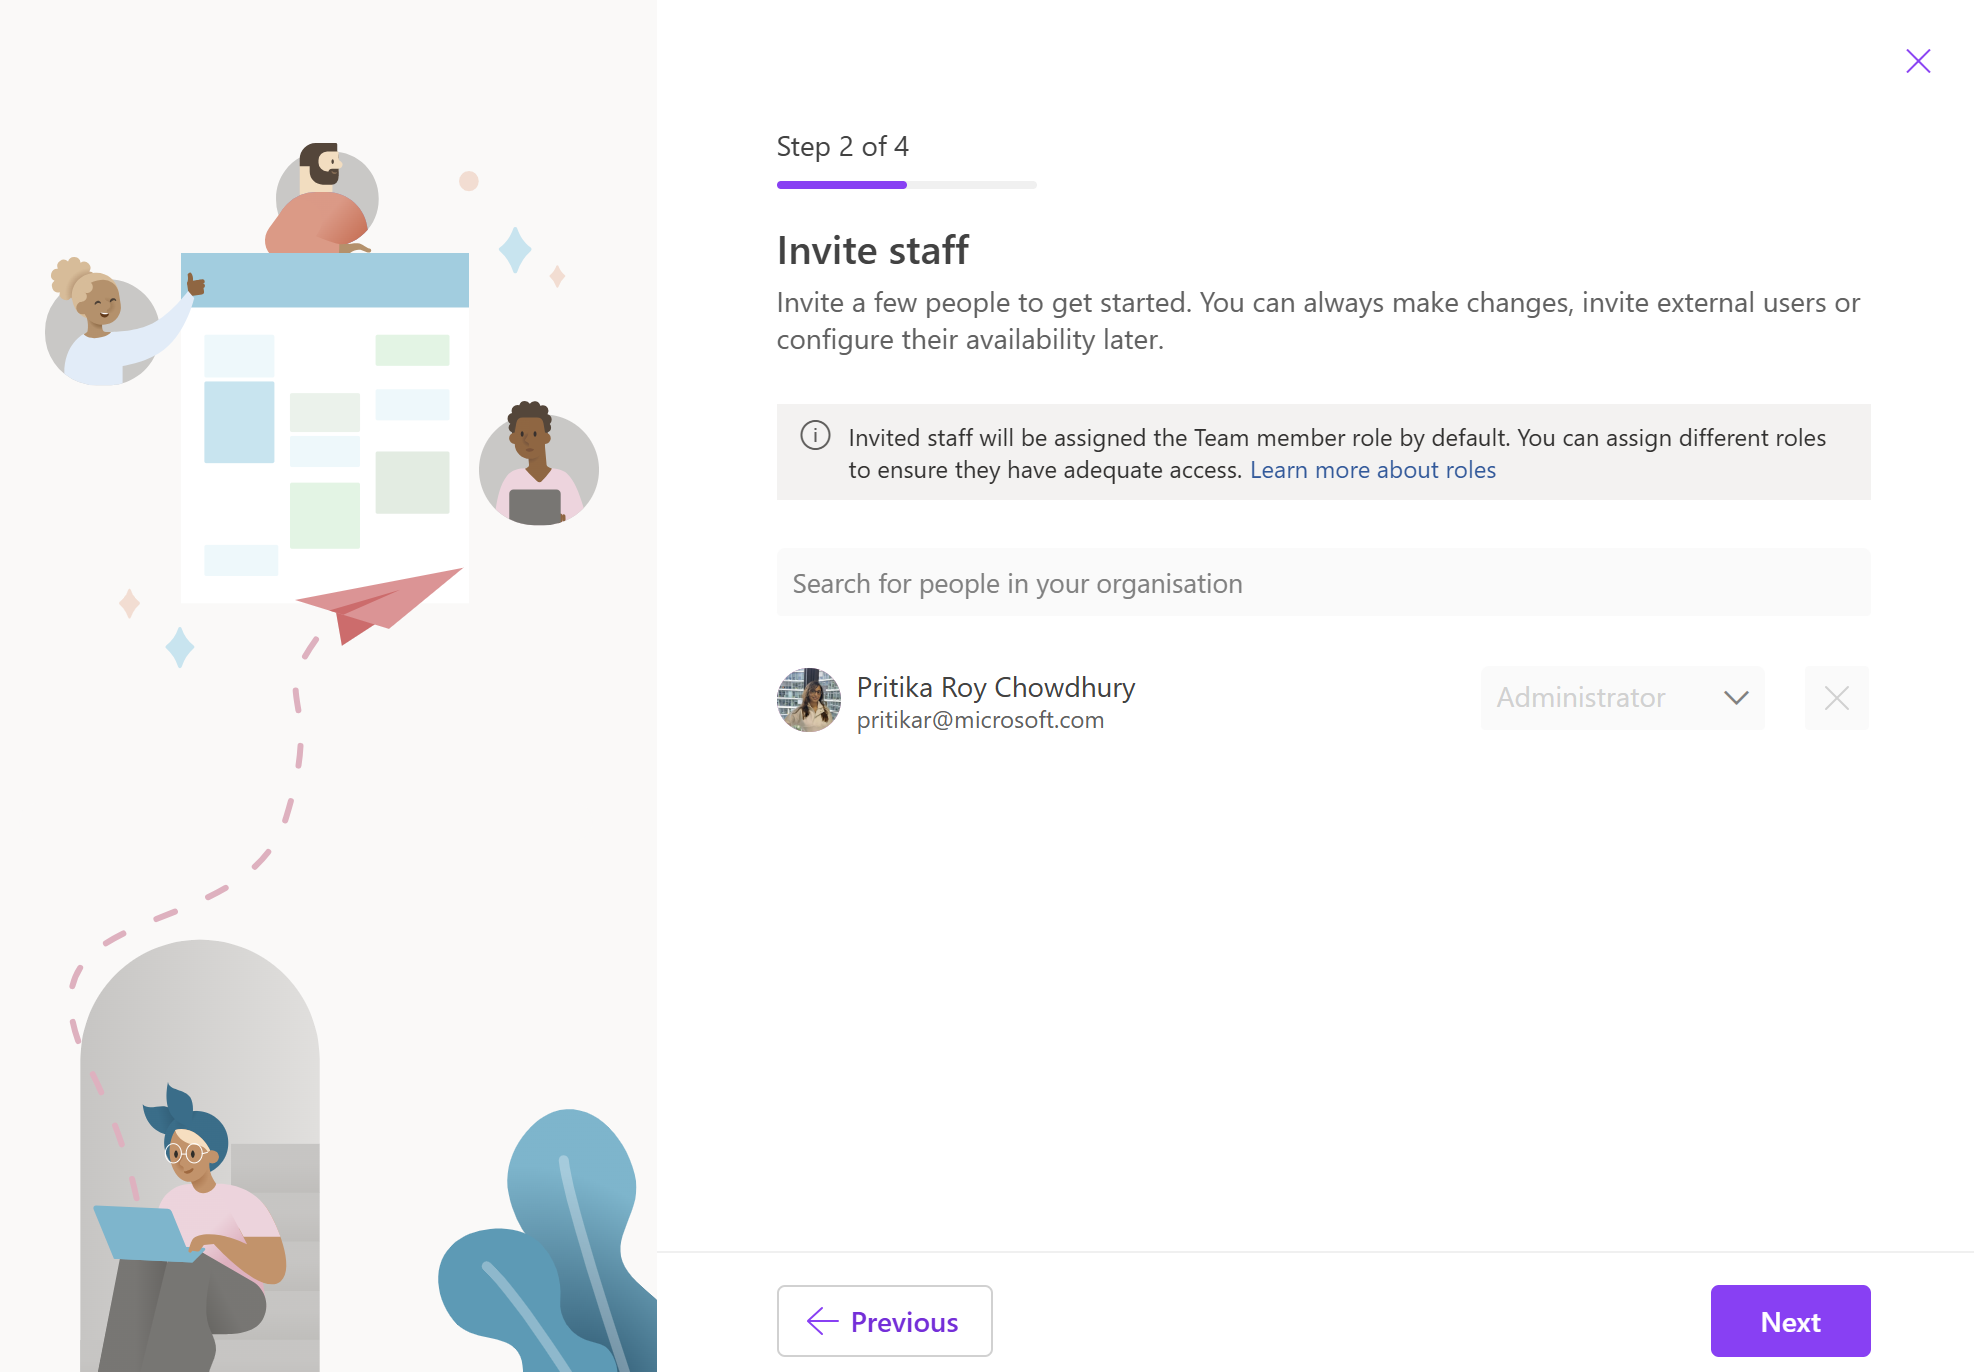 Step 2 of 4
Invite staff
Invite a few people to get started. You can always make changes, invite external users or
configure their availability later.
Invited staff will be assigned the Team member role by default. You can assign different roles
to ensure they have adequate access. Learn more about roles
Search for people in your organisation
Pritika Roy Chowdhury
Administrator
pritikar@microsoft.com
Previous
Next